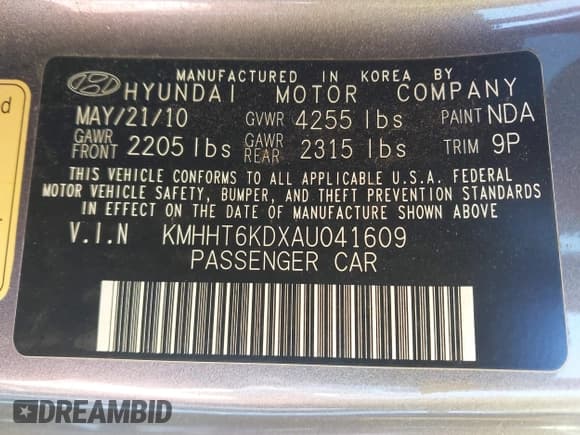 MANUFACTURED IN KOREA BY
HYUNDAI MOTOR COMPANY
MAY/21/10 GVWR 4255 lbs PAINT NDA
GAWR FRONT 2205 lbs GAWR REAR 2315 lbs TRIM 9P
THIS VEHICLE CONFORMS TO ALL APPLICABLE U.S.A. FEDERAL
MOTOR VEHICLE SAFETY, BUMPER, AND THEFT PREVENTION STANDARDS
IN EFFECT ON THE DATE OF MANUFACTURE SHOWN ABOVE
V.I.N KMHHT6KDXAU041609
PASSENGER CAR
DREAMBID